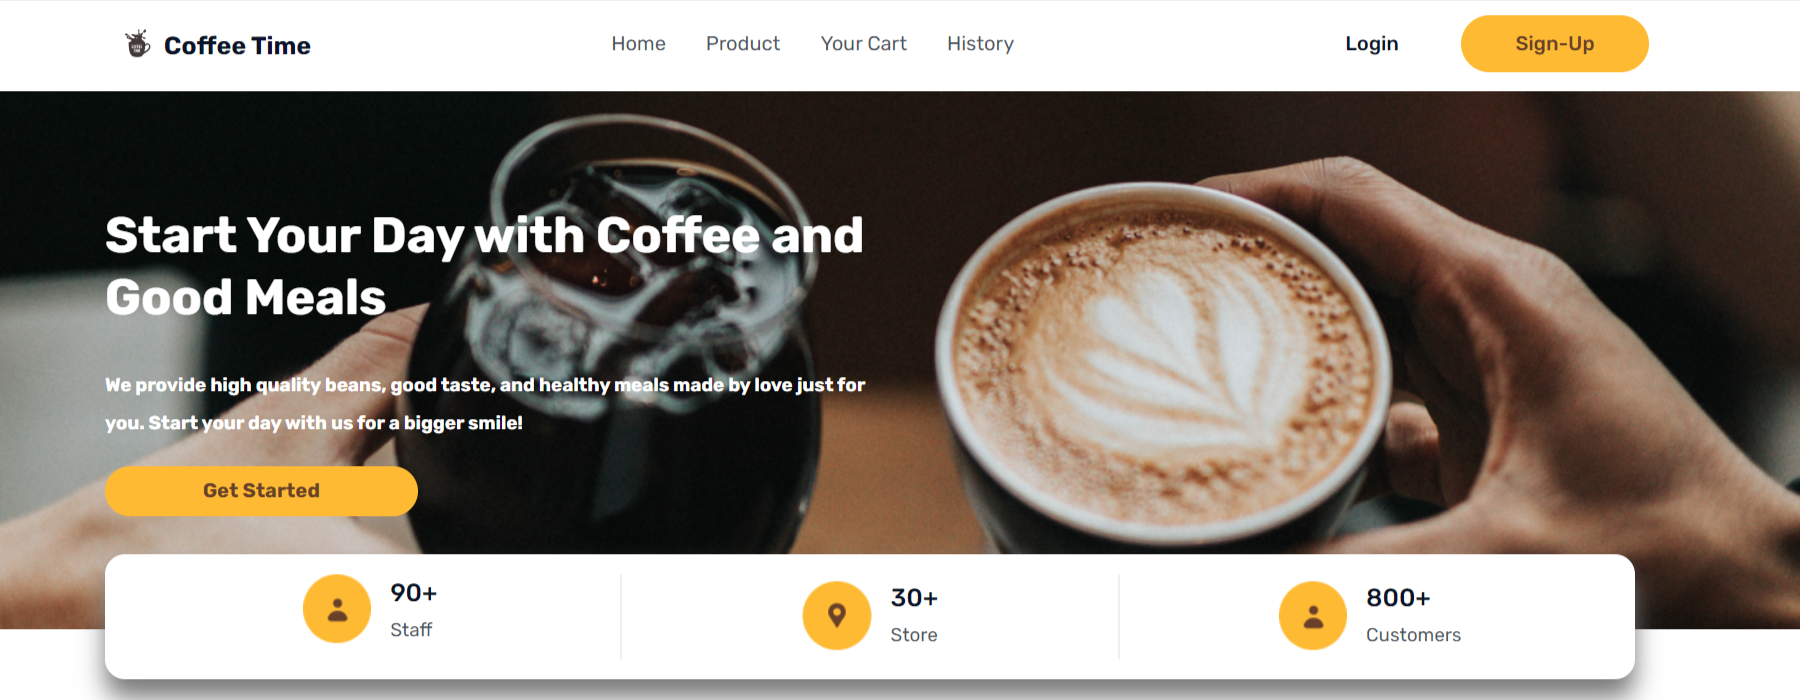 Coffee Time
Home
Product
Your Cart
History
Login
Sign-Up
Start Your Day with Coffee and
Good Meals
We provide high quality beans, good taste, and healthy meals made by love just for
you. Start your day with us for a bigger smile!
Get Started
90+
Staff
30+
Store
800+
Customers